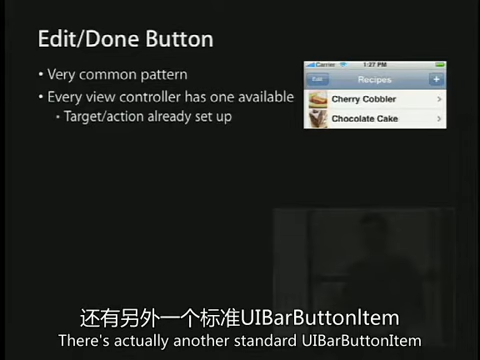 Edit/Done Button
• Very common pattern
• Every view controller has one available
• Target/action already set up
Carrier 1:27 PM
Edit Recipes +
Cherry Cobbler
Chocolate Cake
还有另外一个标准UIBarButtonItem
There's actually another standard UIBarButtonItem